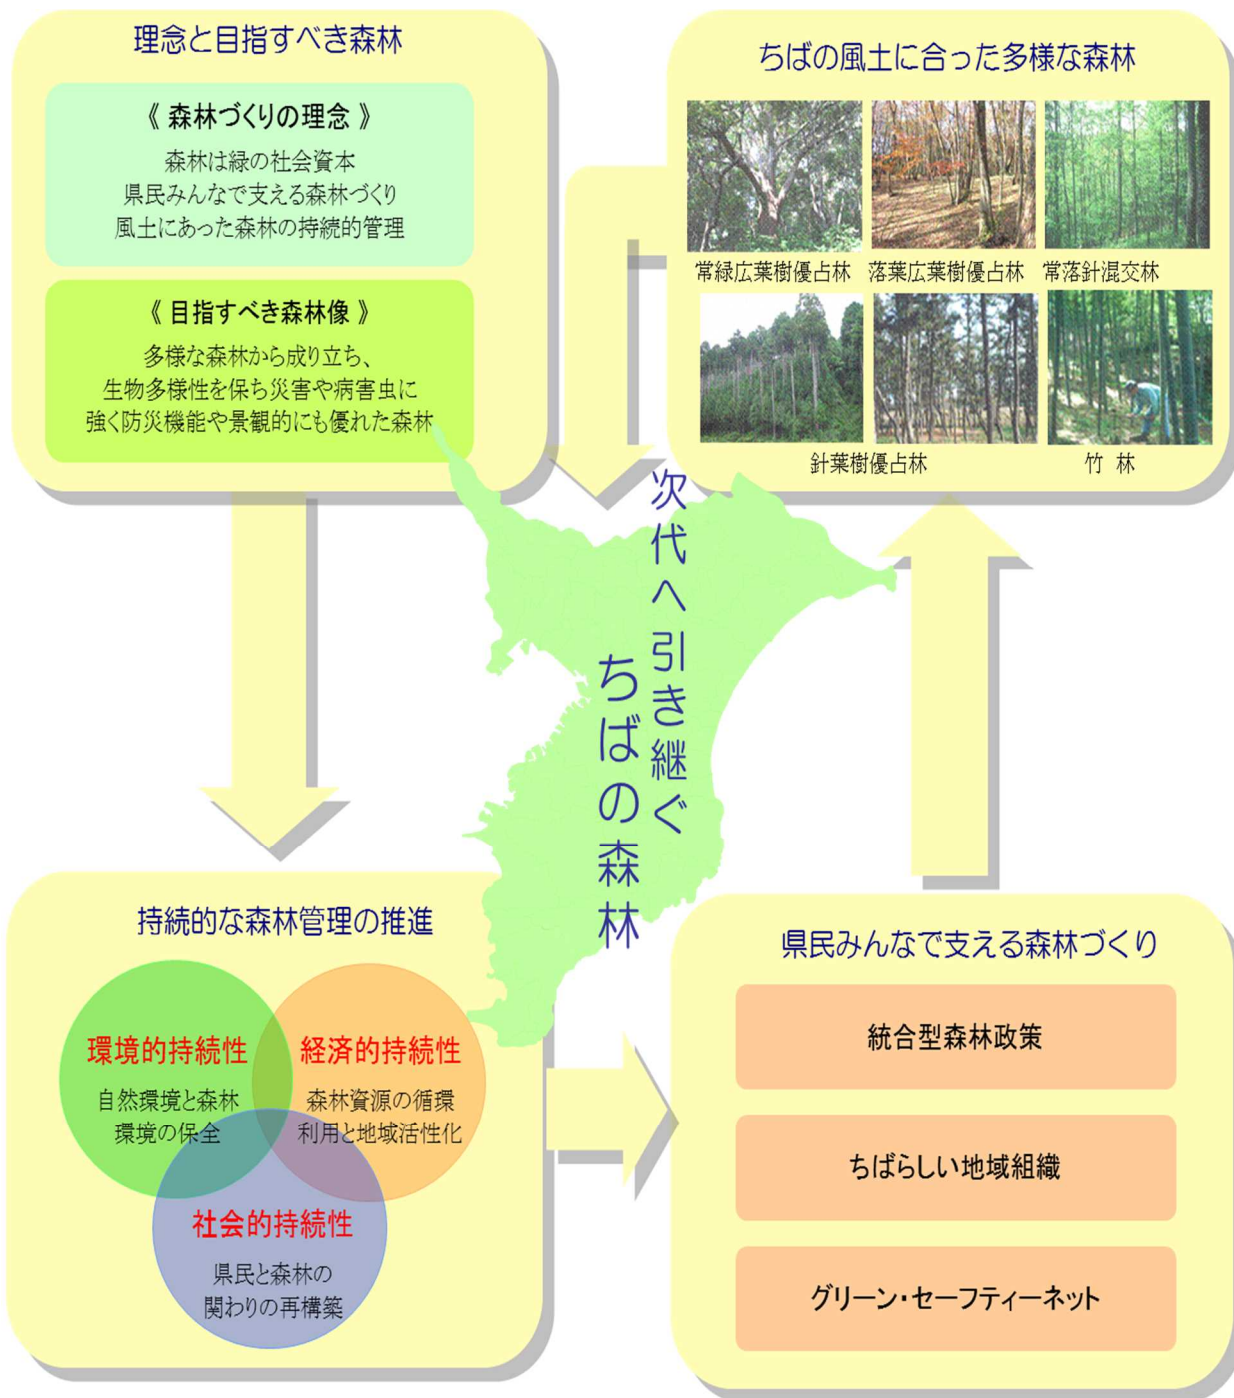 理念と目指すべき森林
《 森林づくりの理念 》
森林は緑の社会資本
県民みんなで支える森林づくり
風土にあった森林の持続的管理
《 目指すべき森林像 》
多様な森林から成り立ち、
生物多様性を保ち災害や病害虫に
強く防災機能や景観的にも優れた森林
ちばの風土に合った多様な森林
常緑広葉樹優占林
落葉広葉樹優占林
常落針混交林
針葉樹優占林
竹 林
次代へ引き継ぐ
ちばの森林
持続的な森林管理の推進
環境的持続性
自然環境と森林
環境の保全
経済的持続性
森林資源の循環
利用と地域活性化
社会的持続性
県民と森林の
関わりの再構築
県民みんなで支える森林づくり
統合型森林政策
ちばらしい地域組織
グリーン・セーフティーネット